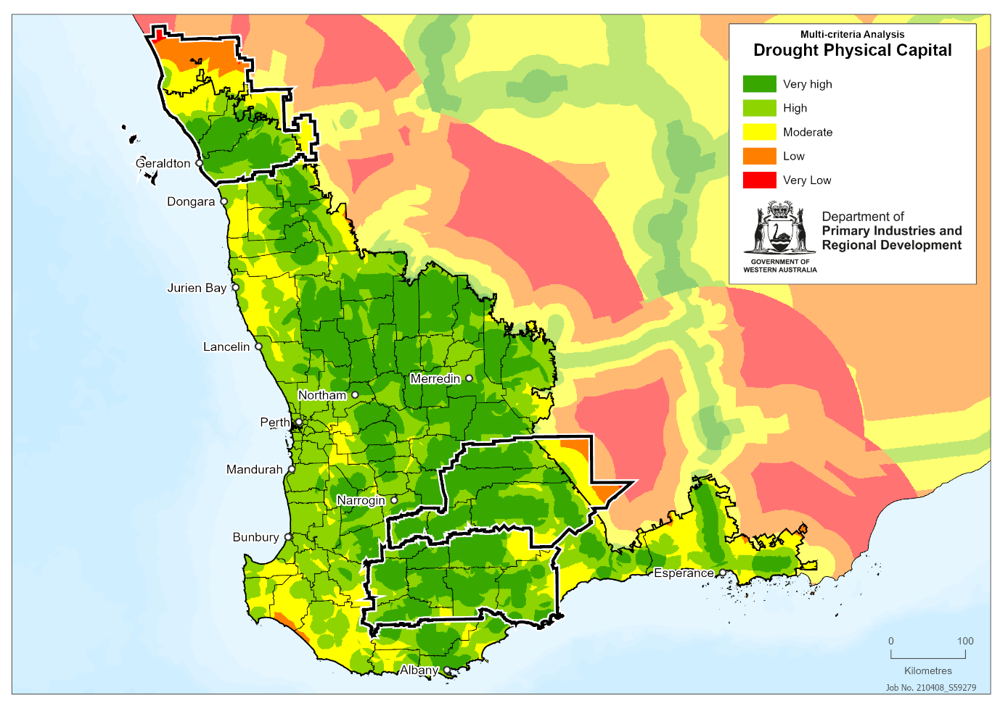 Multi-criteria Analysis
Drought Physical Capital
Very high
High
Moderate
Low
Very Low
Department of
Primary Industries and
Regional Development
GOVERNMENT OF
WESTERN AUSTRALIA
Geraldton
Dongara
Jurien Bay
Lancelin
Merredin
Northam
Perth
Mandurah
Narrogin
Bunbury
Esperance
Albany
0 100
Kilometres
Job No. 210408_S59279